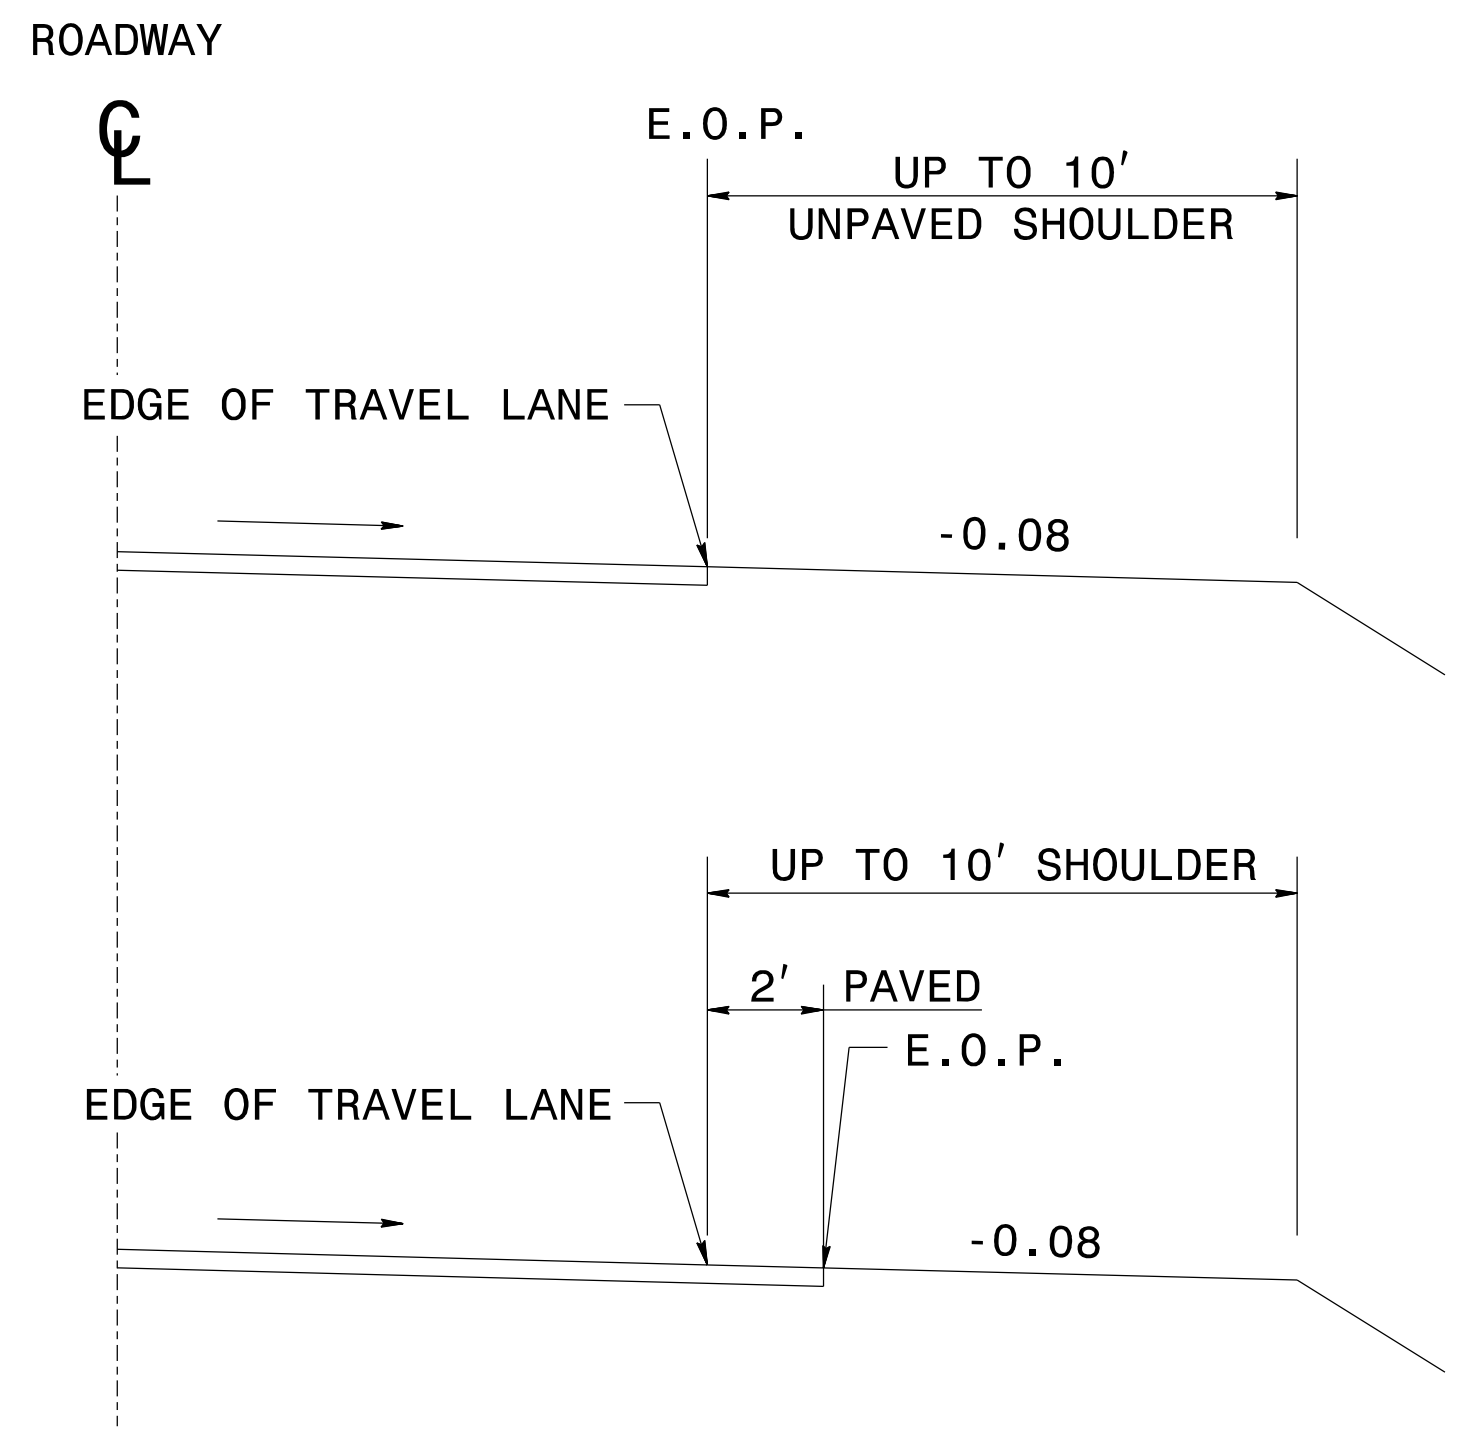 ROADWAY
CL
E.O.P.
UP TO 10'
UNPAVED SHOULDER
EDGE OF TRAVEL LANE
-0.08
UP TO 10' SHOULDER
2' PAVED
E.O.P.
EDGE OF TRAVEL LANE
-0.08